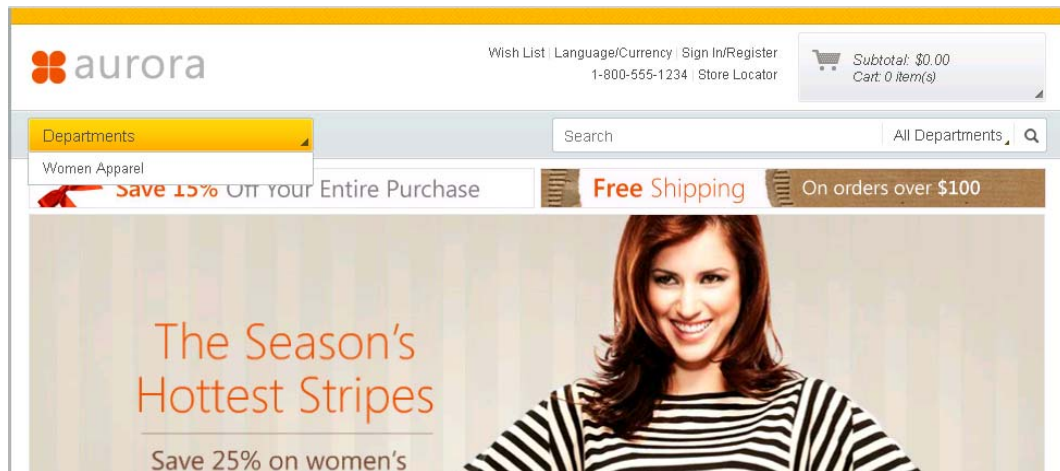 aurora
Wish List | Language/Currency | Sign In/Register
1-800-555-1234 | Store Locator
Subtotal: $0.00
Cart: 0 item(s)
Departments
Search
All Departments
Women Apparel
Save 15% Off Your Entire Purchase
Free Shipping
On orders over $100
The Season's
Hottest Stripes
Save 25% on women's